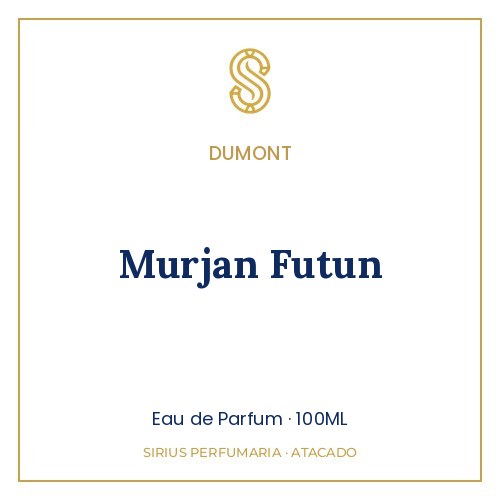 DUMONT
Murjan Futun
Eau de Parfum · 100ML
SIRIUS PERFUMARIA · ATACADO